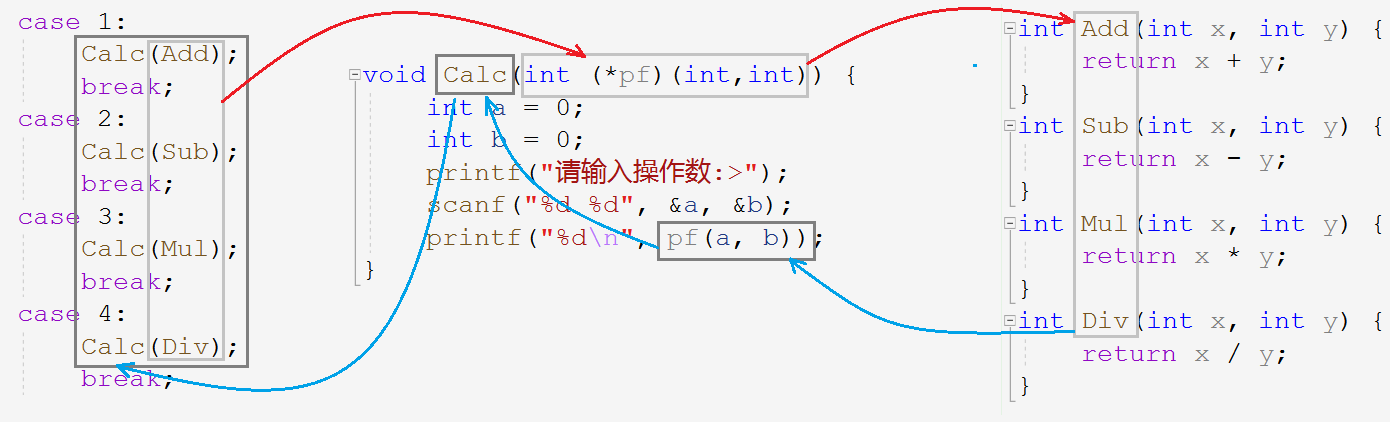 case 1:
Calc(Add);
break;
case 2:
Calc(Sub);
break;
case 3:
Calc(Mul);
break;
case 4:
Calc(Div);
break;
void Calc(int (*pf)(int,int)) {
int a = 0;
int b = 0;
printf("请输入操作数:>");
scanf("%d %d", &a, &b);
printf("%d\n", pf(a, b));
}
int Add(int x, int y) {
return x + y;
}
int Sub(int x, int y) {
return x - y;
}
int Mul(int x, int y) {
return x * y;
}
int Div(int x, int y) {
return x / y;
}